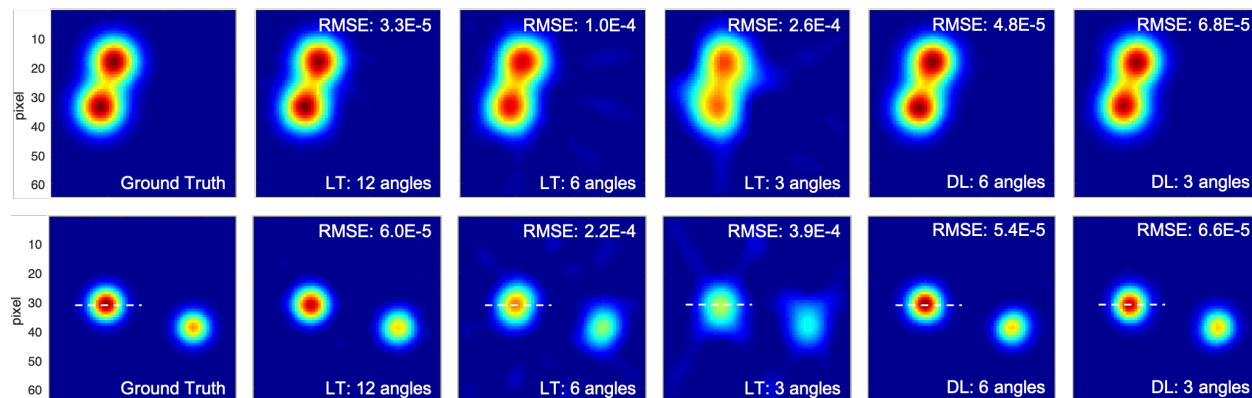 RMSE: 3.3E-5
RMSE: 1.0E-4
RMSE: 2.6E-4
RMSE: 4.8E-5
RMSE: 6.8E-5
10
20
30
40
50
60
pixel
Ground Truth
LT: 12 angles
LT: 6 angles
LT: 3 angles
DL: 6 angles
DL: 3 angles
RMSE: 6.0E-5
RMSE: 2.2E-4
RMSE: 3.9E-4
RMSE: 5.4E-5
RMSE: 6.6E-5
10
20
30
40
50
60
pixel
Ground Truth
LT: 12 angles
LT: 6 angles
LT: 3 angles
DL: 6 angles
DL: 3 angles